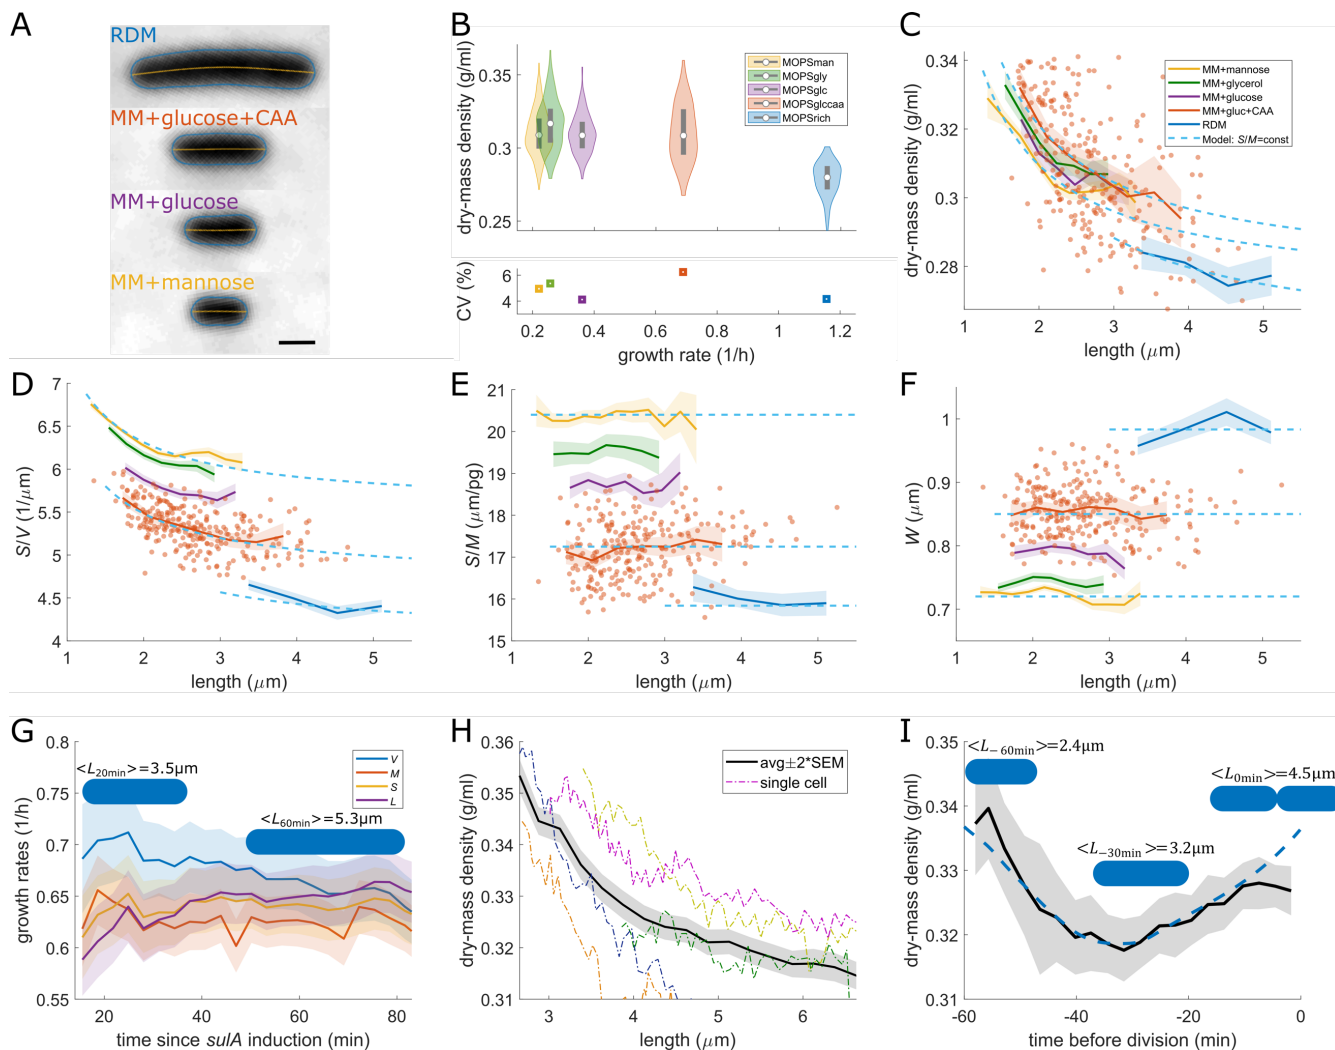 A
RDM
MM+glucose+CAA
MM+glucose
MM+mannose
B
dry-mass density (g/ml)
0.35
0.3
0.25
MOPSman
MOPSgly
MOPSglc
MOPSglccaa
MOPSrich
CV (%)
6
4
0.2 0.4 0.6 0.8 1 1.2
growth rate (1/h)
C
dry-mass density (g/ml)
0.34
0.32
0.3
0.28
MM+mannose
MM+glycerol
MM+glucose
MM+gluc+CAA
RDM
Model: S/M=const
1 2 3 4 5
length (μm)
D
S/V (1/μm)
7
6.5
6
5.5
5
4.5
4
1 2 3 4 5
length (μm)
E
S/M (μm/pg)
21
20
19
18
17
16
15
1 2 3 4 5
length (μm)
F
W (μm)
1
0.9
0.8
0.7
1 2 3 4 5
length (μm)
G
growth rates (1/h)
0.8
0.75
0.7
0.65
0.6
0.55
<L20min>=3.5μm
<L60min>=5.3μm
V
M
S
L
20 40 60 80
time since sulA induction (min)
H
dry-mass density (g/ml)
0.36
0.35
0.34
0.33
0.32
0.31
avg±2*SEM
single cell
3 4 5 6
length (μm)
I
dry-mass density (g/ml)
0.35
0.34
0.33
0.32
0.31
<L−60min>=2.4μm
<L0min>=4.5μm
<L−30min>=3.2μm
-60 -40 -20 0
time before division (min)